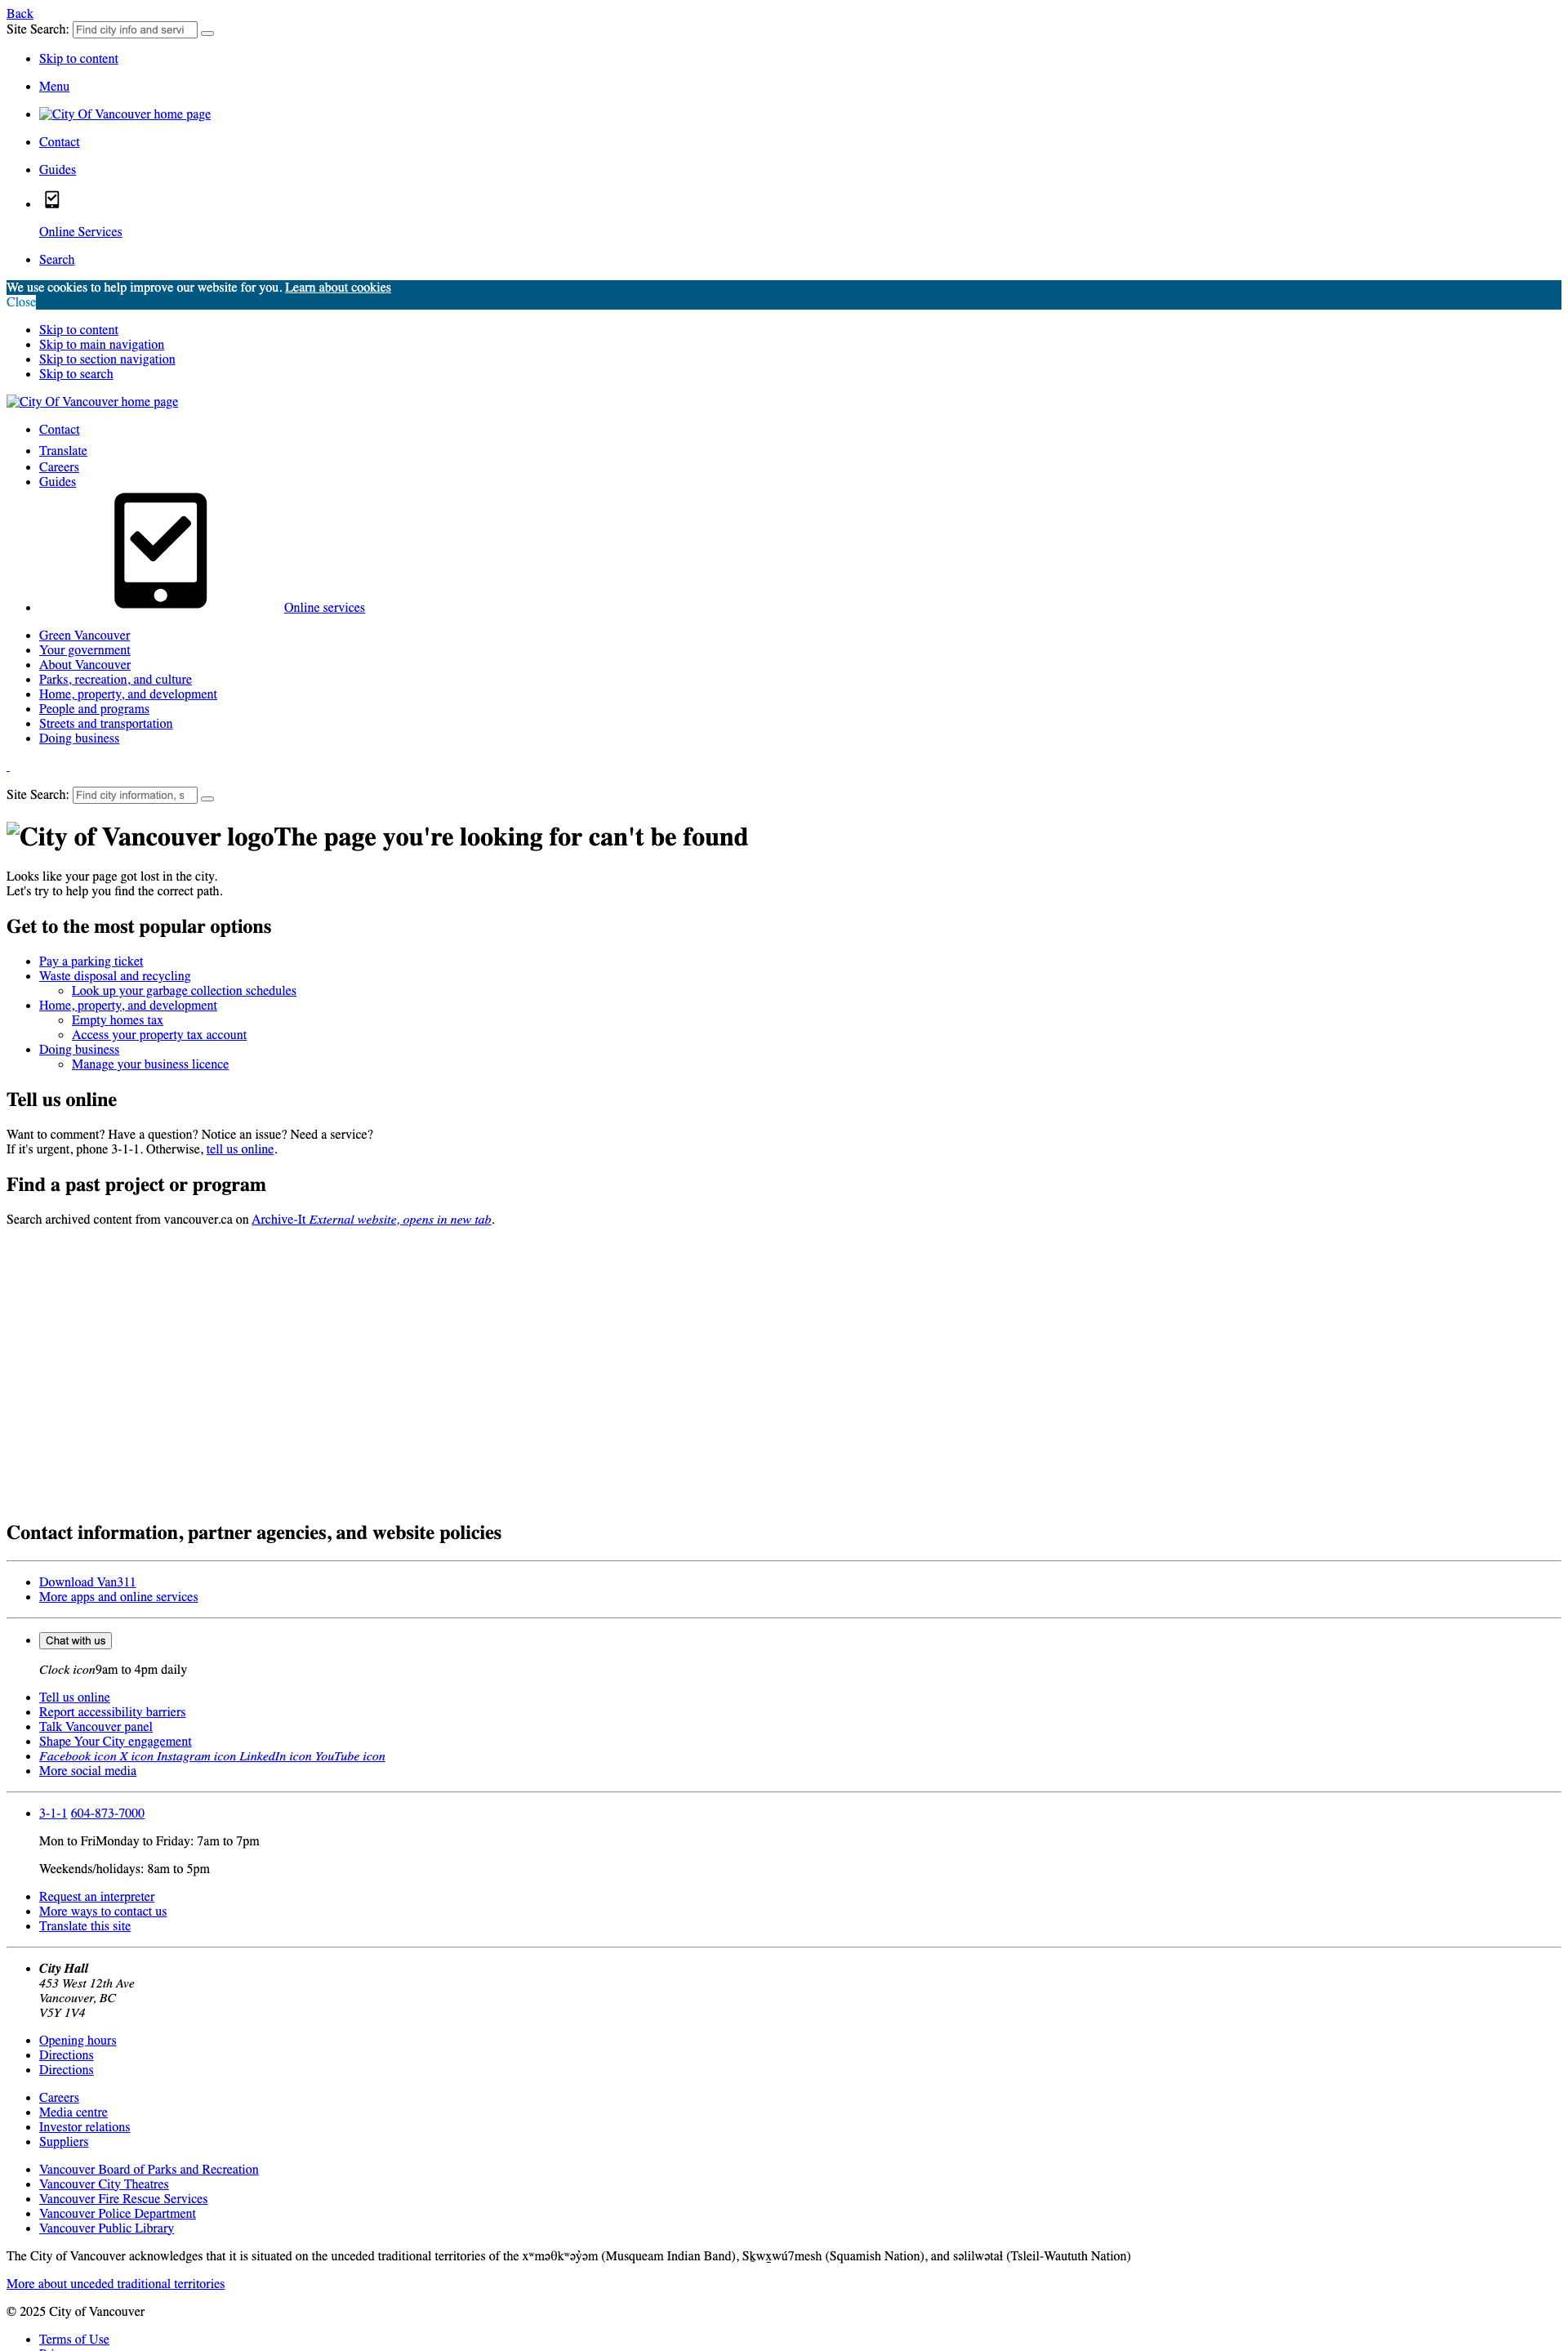 Back
Site Search: Find city info and servi
Skip to content
Menu
City Of Vancouver home page
Contact
Guides
Online Services
Search
We use cookies to help improve our website for you. Learn about cookies
Close
Skip to content
Skip to main navigation
Skip to section navigation
Skip to search
City Of Vancouver home page
Contact
Translate
Careers
Guides
Online services
Green Vancouver
Your government
About Vancouver
Parks, recreation, and culture
Home, property, and development
People and programs
Streets and transportation
Doing business
Site Search: Find city information, s
City of Vancouver logoThe page you're looking for can't be found
Looks like your page got lost in the city.
Let's try to help you find the correct path.
Get to the most popular options
Pay a parking ticket
Waste disposal and recycling
Look up your garbage collection schedules
Home, property, and development
Empty homes tax
Access your property tax account
Doing business
Manage your business licence
Tell us online
Want to comment? Have a question? Notice an issue? Need a service?
If it's urgent, phone 3-1-1. Otherwise, tell us online.
Find a past project or program
Search archived content from vancouver.ca on Archive-It External website, opens in new tab.
Contact information, partner agencies, and website policies
Download Van311
More apps and online services
Chat with us
Clock icon9am to 4pm daily
Tell us online
Report accessibility barriers
Talk Vancouver panel
Shape Your City engagement
Facebook icon X icon Instagram icon LinkedIn icon YouTube icon
More social media
3-1-1 604-873-7000
Mon to FriMonday to Friday: 7am to 7pm
Weekends/holidays: 8am to 5pm
Request an interpreter
More ways to contact us
Translate this site
City Hall
453 West 12th Ave
Vancouver, BC
V5Y 1V4
Opening hours
Directions
Directions
Careers
Media centre
Investor relations
Suppliers
Vancouver Board of Parks and Recreation
Vancouver City Theatres
Vancouver Fire Rescue Services
Vancouver Police Department
Vancouver Public Library
The City of Vancouver acknowledges that it is situated on the unceded traditional territories of the xʷməθkʷəy̓əm (Musqueam Indian Band), Sḵwx̱wú7mesh (Squamish Nation), and səlilwətaɬ (Tsleil-Waututh Nation)
More about unceded traditional territories
© 2025 City of Vancouver
Terms of Use